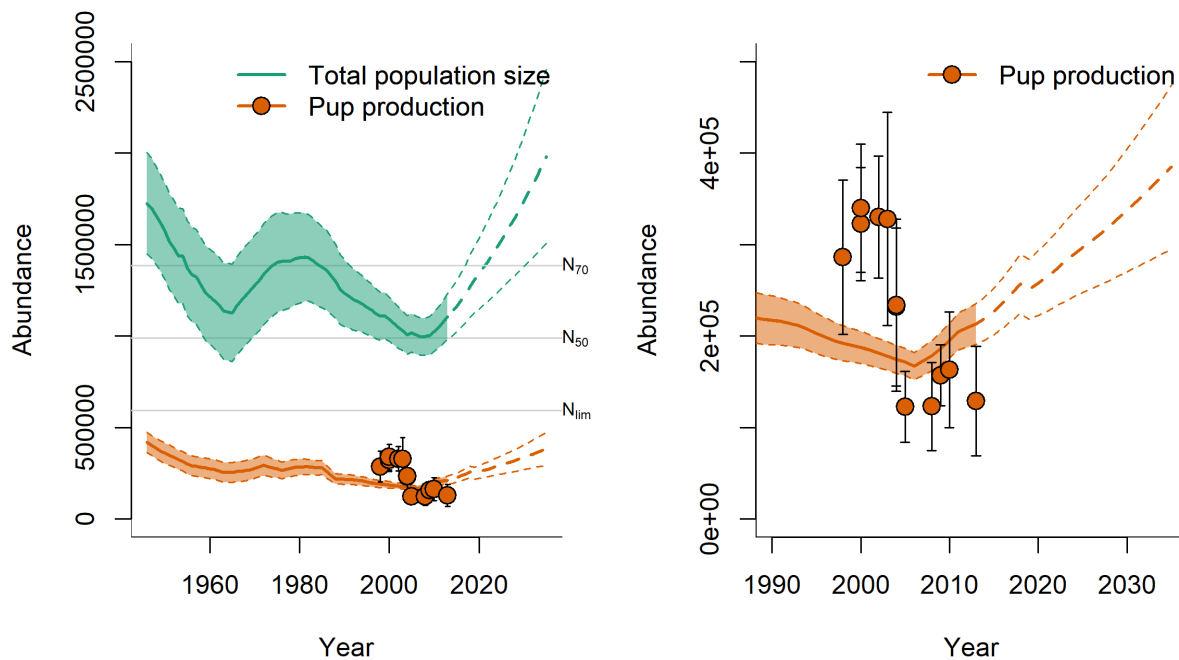 Total population size
Pup production
Abundance
0
500000
1500000
2500000
N70
N50
Nlim
1960
1980
2000
2020
Year
Pup production
Abundance
0e+00
2e+05
4e+05
1990
2000
2010
2020
2030
Year